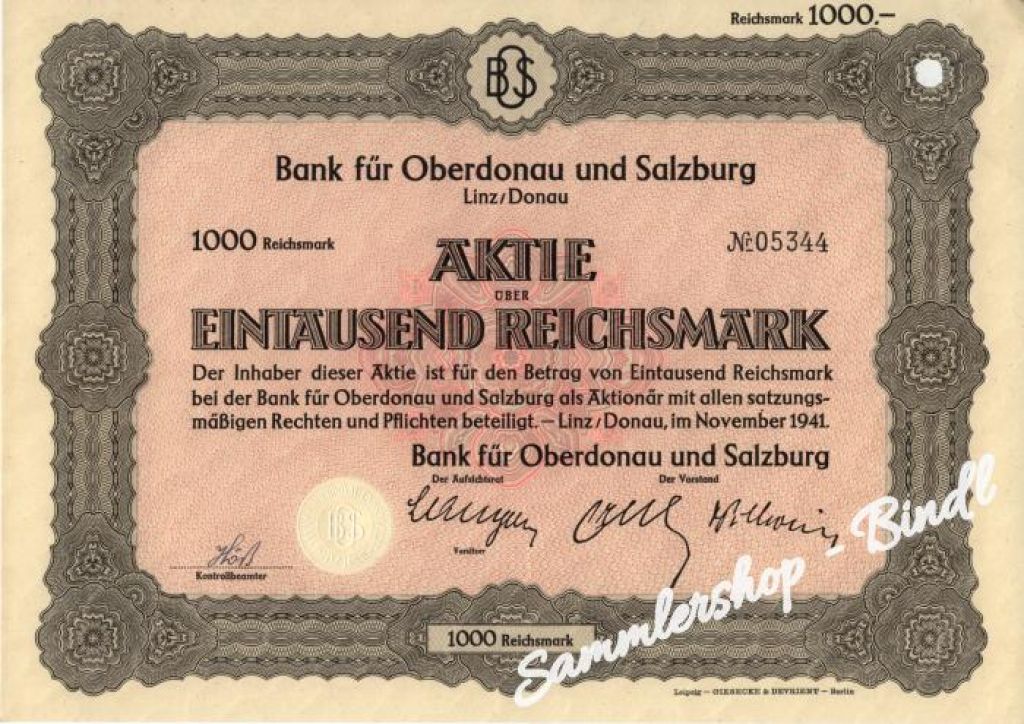 Reichsmark 1000.–
BOS
Bank für Oberdonau und Salzburg
Linz/Donau
1000 Reichsmark
№ 05344
AKTIE
ÜBER
EINTAUSEND REICHSMARK
Der Inhaber dieser Aktie ist für den Betrag von Eintausend Reichsmark
bei der Bank für Oberdonau und Salzburg als Aktionär mit allen satzungs-
mäßigen Rechten und Pflichten beteiligt. — Linz/Donau, im November 1941.
Bank für Oberdonau und Salzburg
Der Aufsichtsrat
Der Vorstand
Vorsitzer
Kontrollbeamter
1000 Reichsmark
Sammlershop - Bindl
Leipzig — GIESECKE & DEVRIENT — Berlin